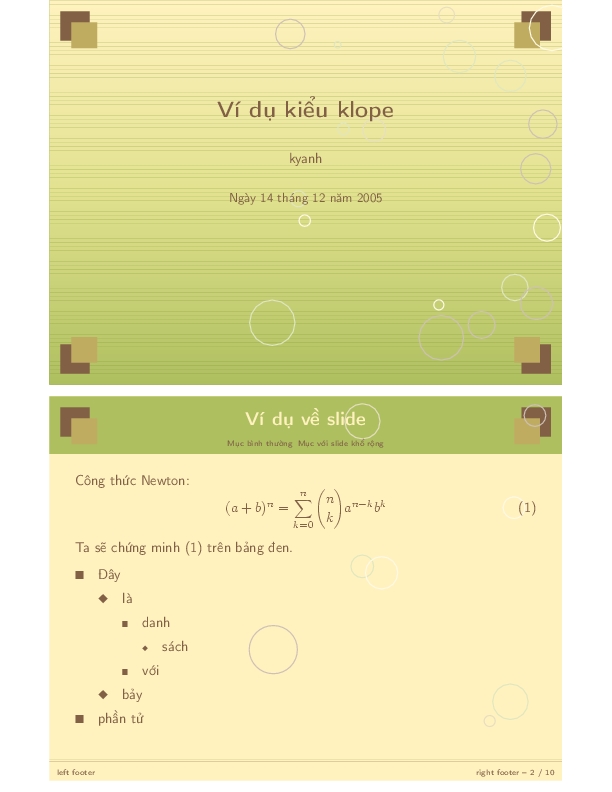 Ví dụ kiểu klope
kyanh
Ngày 14 tháng 12 năm 2005
Ví dụ về slide
Mục bình thường Mục với slide khổ rộng
Công thức Newton:
(a + b)^n = \sum_{k=0}^{n} \binom{n}{k} a^{n-k} b^k (1)
Ta sẽ chứng minh (1) trên bảng đen.
■ Đây
◆ là
■ danh
◆ sách
■ với
◆ bảy
■ phần tử
left footer
right footer – 2 / 10